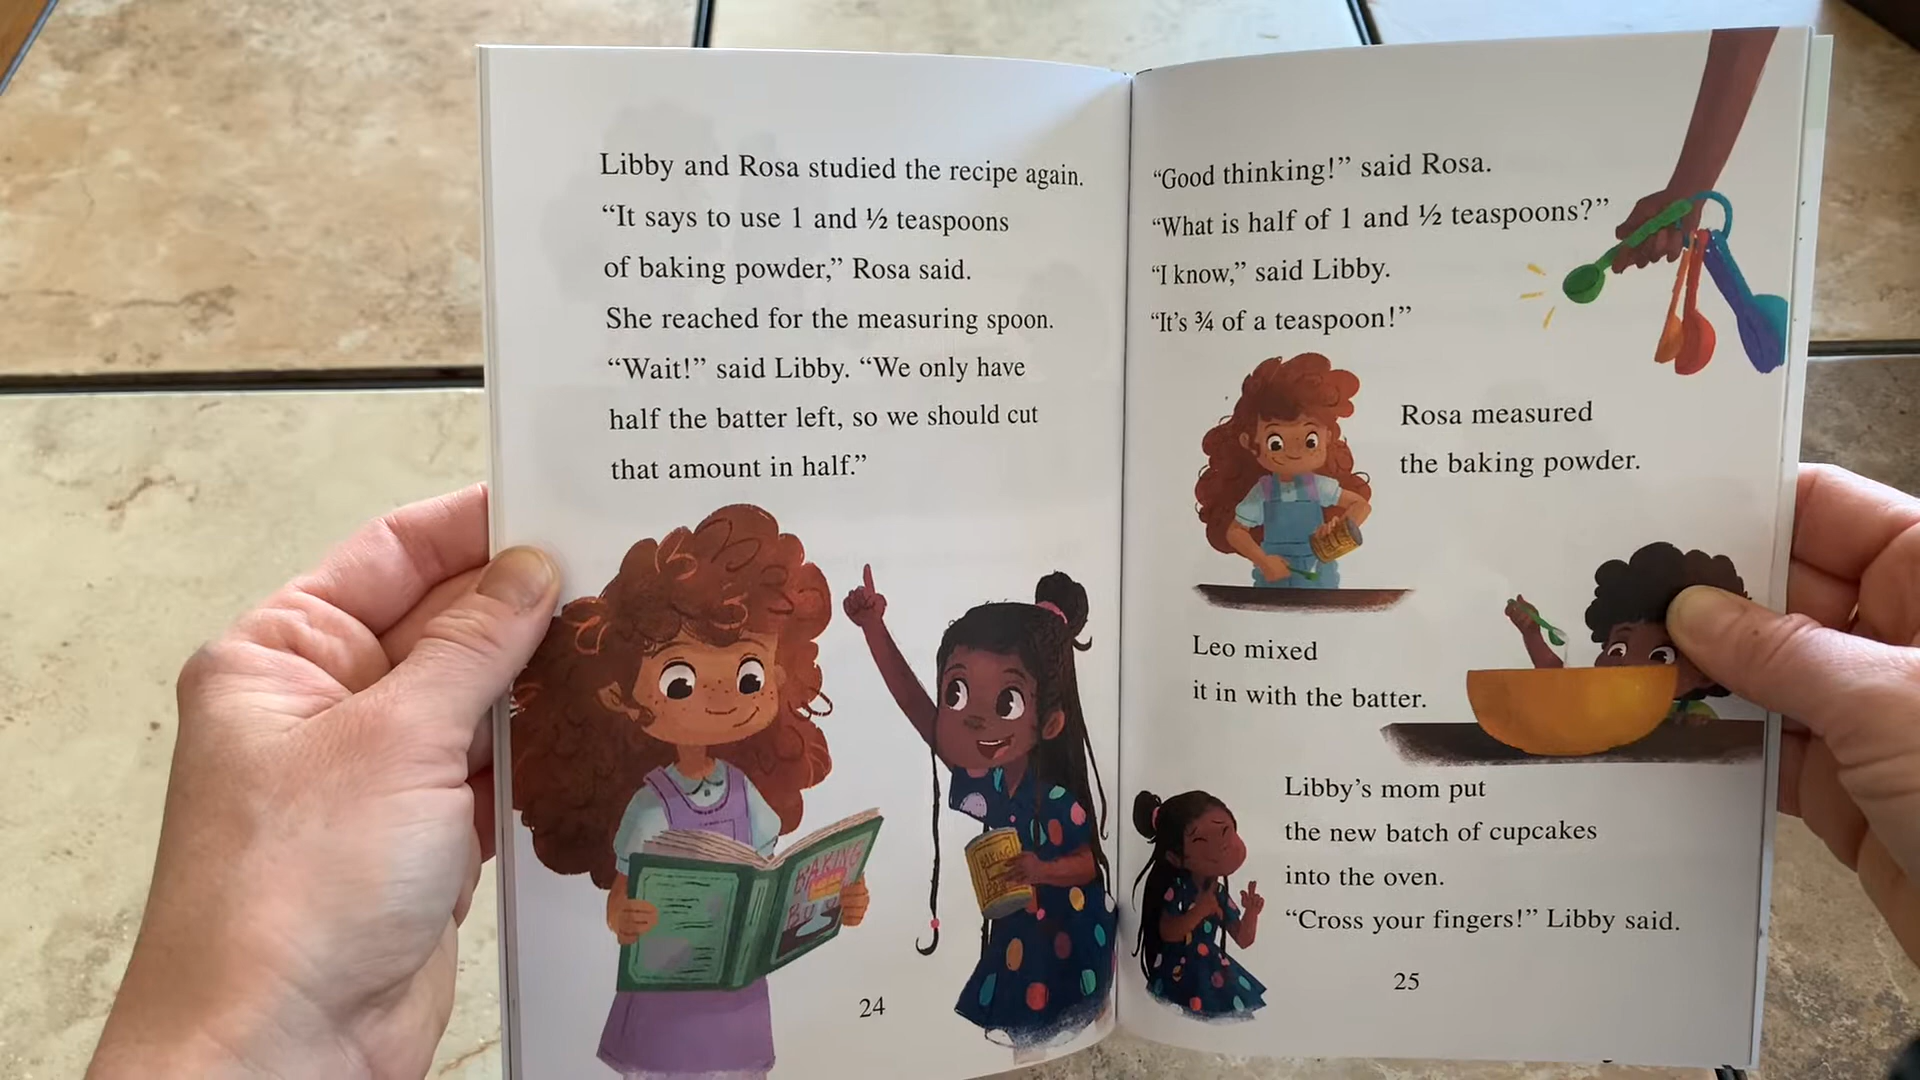 Libby and Rosa studied the recipe again.
“It says to use 1 and ½ teaspoons
of baking powder,” Rosa said.
She reached for the measuring spoon.
“Wait!” said Libby. “We only have
half the batter left, so we should cut
that amount in half.”
BAKING
BAKING
24
“Good thinking!” said Rosa.
“What is half of 1 and ½ teaspoons?”
“I know,” said Libby.
“It’s ¾ of a teaspoon!”
Rosa measured
the baking powder.
Leo mixed
it in with the batter.
Libby’s mom put
the new batch of cupcakes
into the oven.
“Cross your fingers!” Libby said.
25